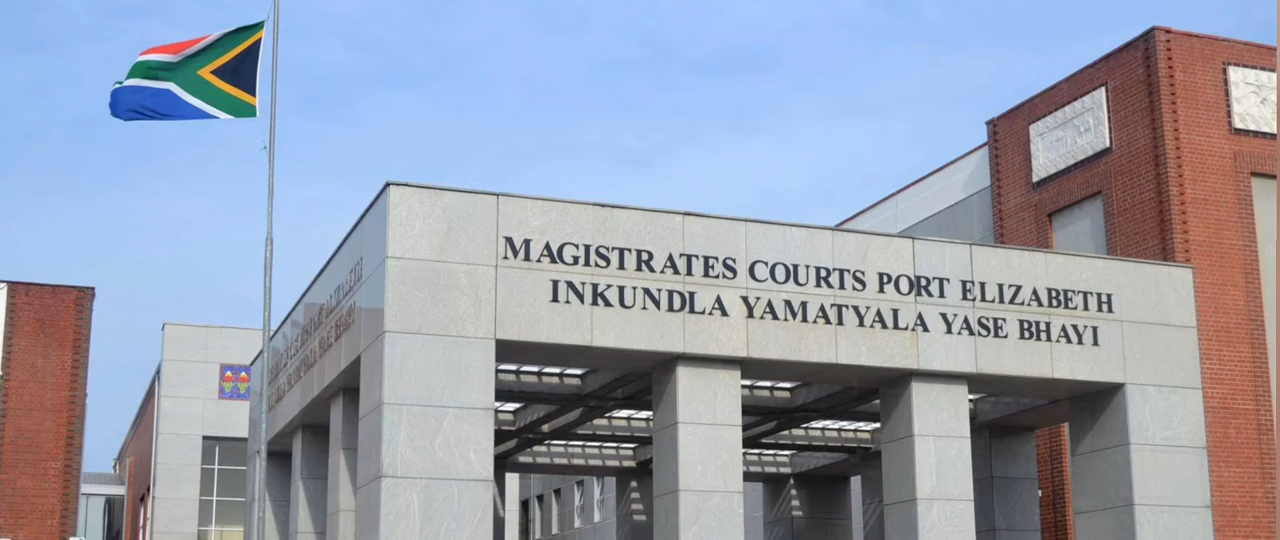 MAGISTRATES COURTS PORT ELIZABETH
INKUNDLA YAMATYALA YASE BHAYI